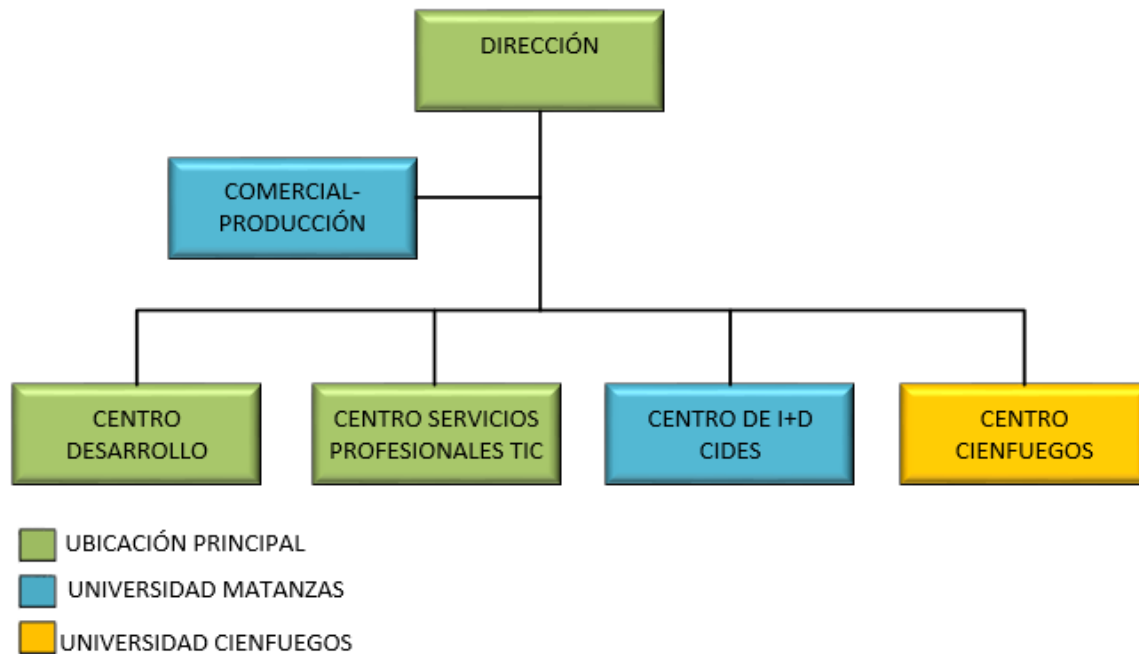 DIRECCIÓN
COMERCIAL-
PRODUCCIÓN
CENTRO
DESARROLLO
CENTRO SERVICIOS
PROFESIONALES TIC
CENTRO DE I+D
CIDES
CENTRO
CIENFUEGOS
UBICACIÓN PRINCIPAL
UNIVERSIDAD MATANZAS
UNIVERSIDAD CIENFUEGOS